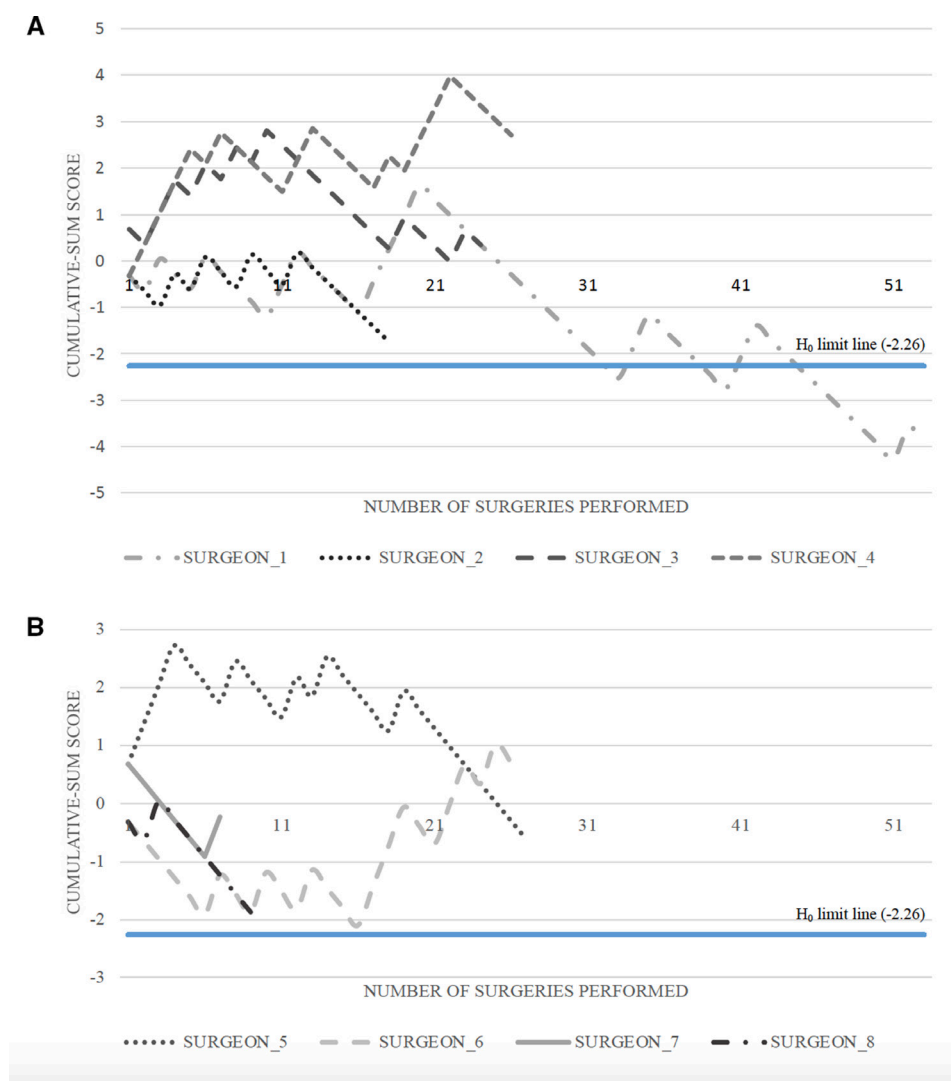 A
CUMULATIVE-SUM SCORE
5
4
3
2
1
0
-1
-2
-3
-4
-5
1 11 21 31 41 51
H₀ limit line (-2.26)
NUMBER OF SURGERIES PERFORMED
SURGEON_1 SURGEON_2 SURGEON_3 SURGEON_4
B
CUMULATIVE-SUM SCORE
3
2
1
0
-1
-2
-3
1 11 21 31 41 51
H₀ limit line (-2.26)
NUMBER OF SURGERIES PERFORMED
SURGEON_5 SURGEON_6 SURGEON_7 SURGEON_8